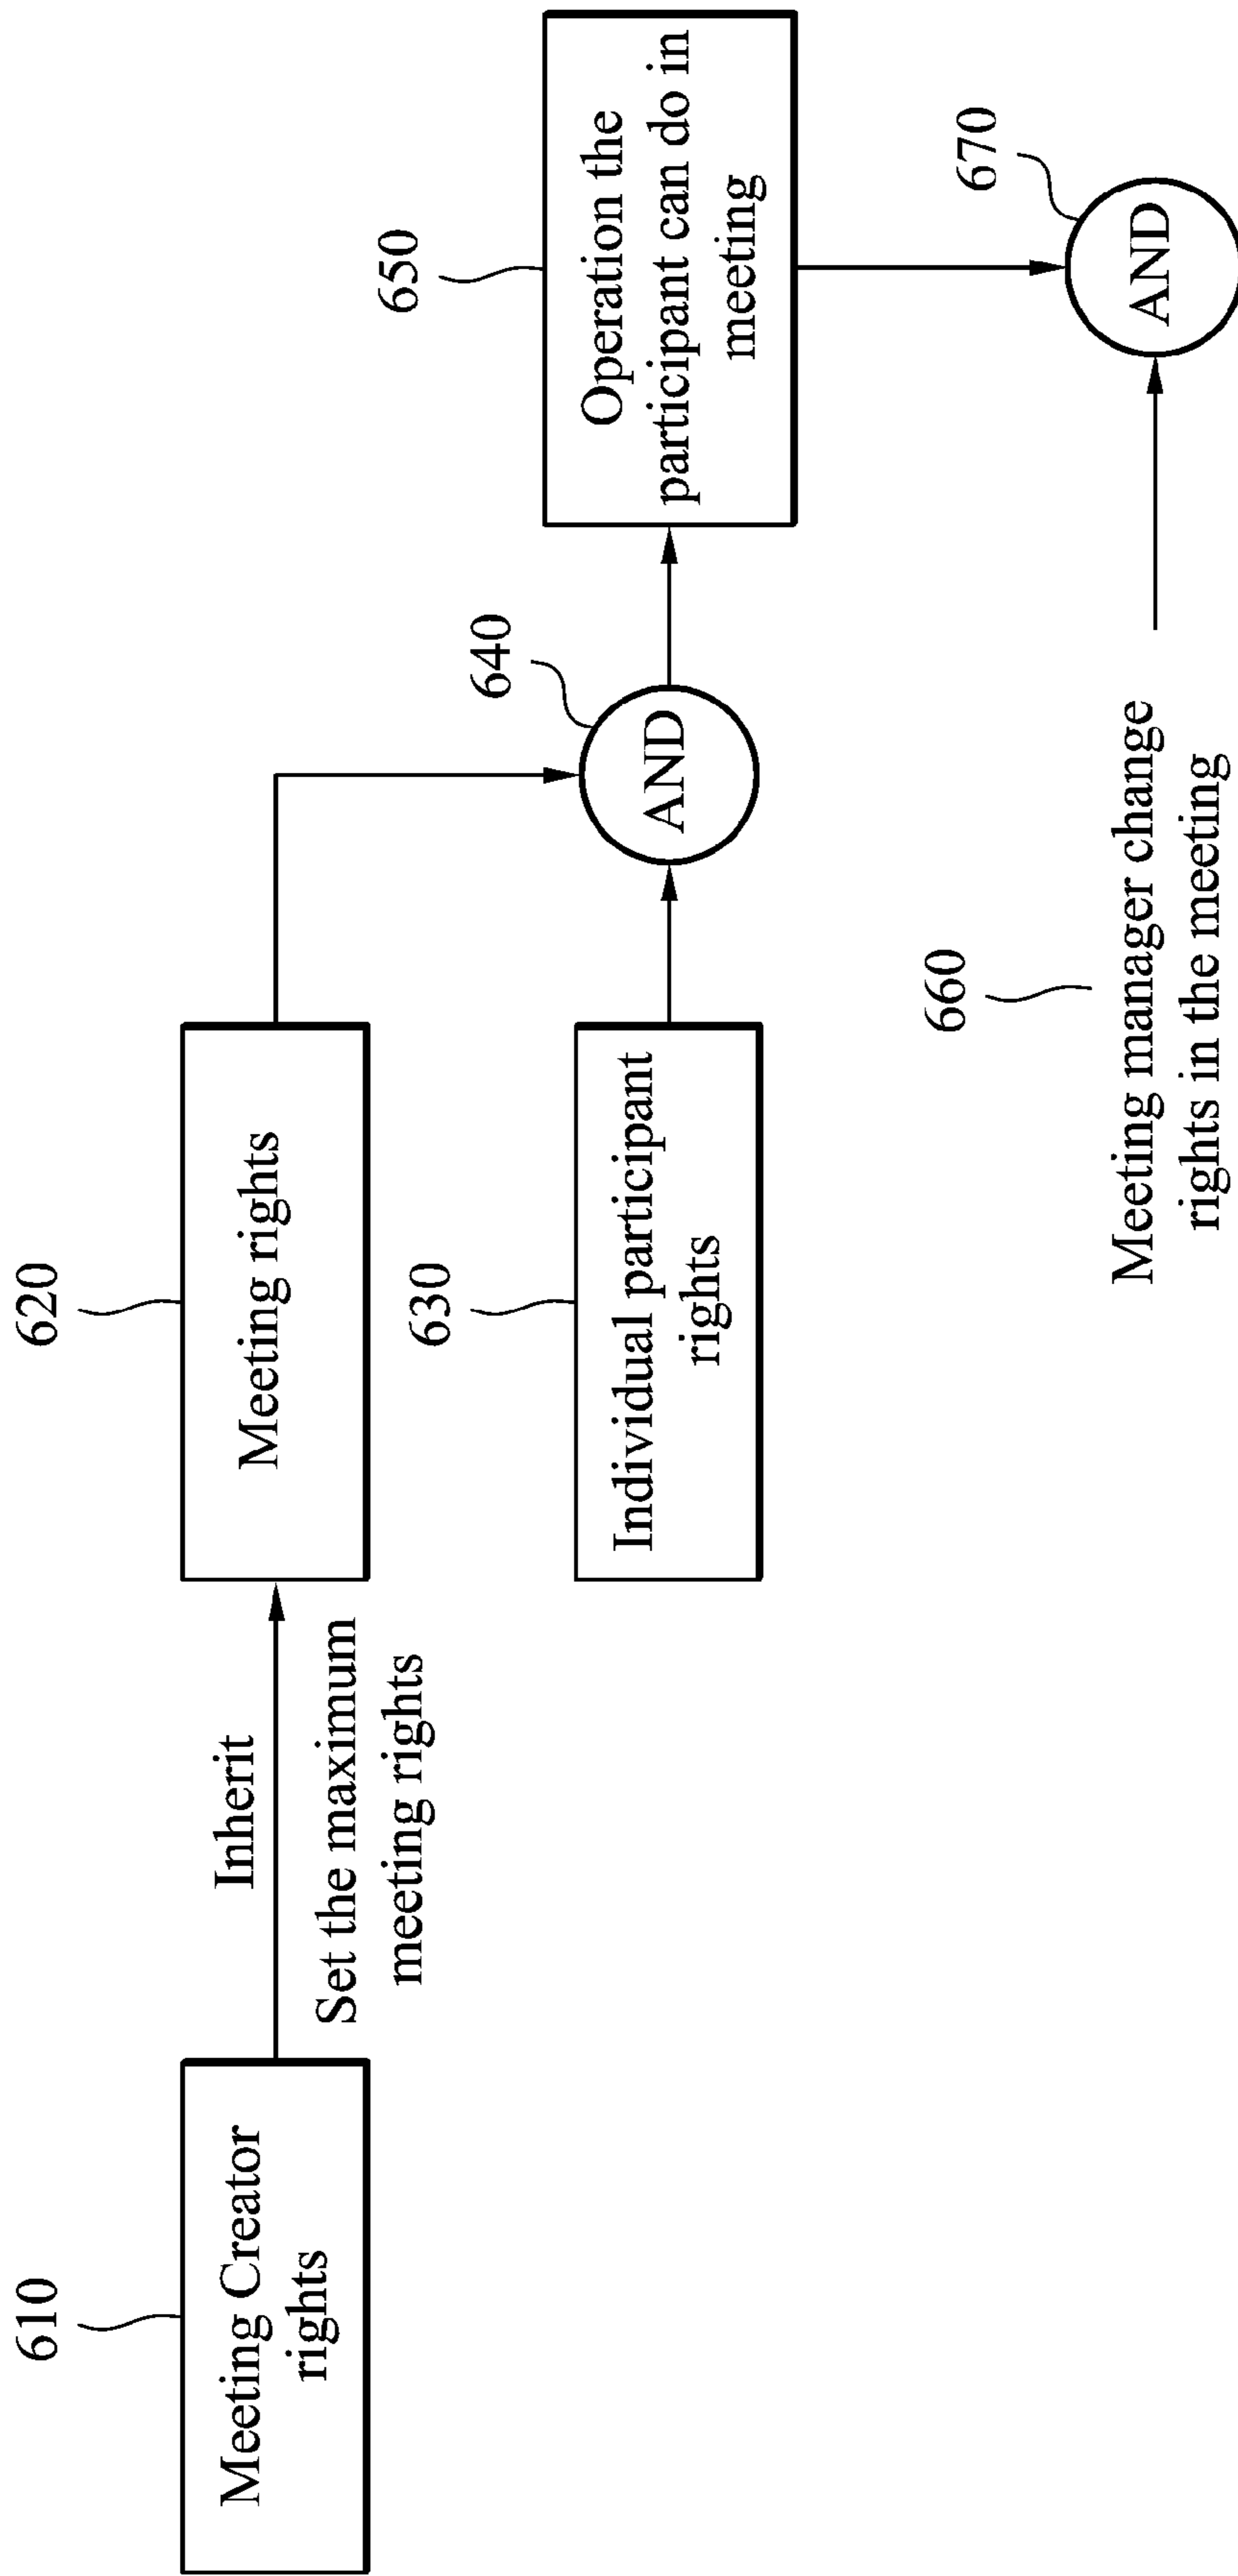 610
Meeting Creator
rights
Inherit
Set the maximum
meeting rights
620
Meeting rights
630
Individual participant
rights
640
AND
650
Operation the
participant can do in
meeting
660
Meeting manager change
rights in the meeting
670
AND